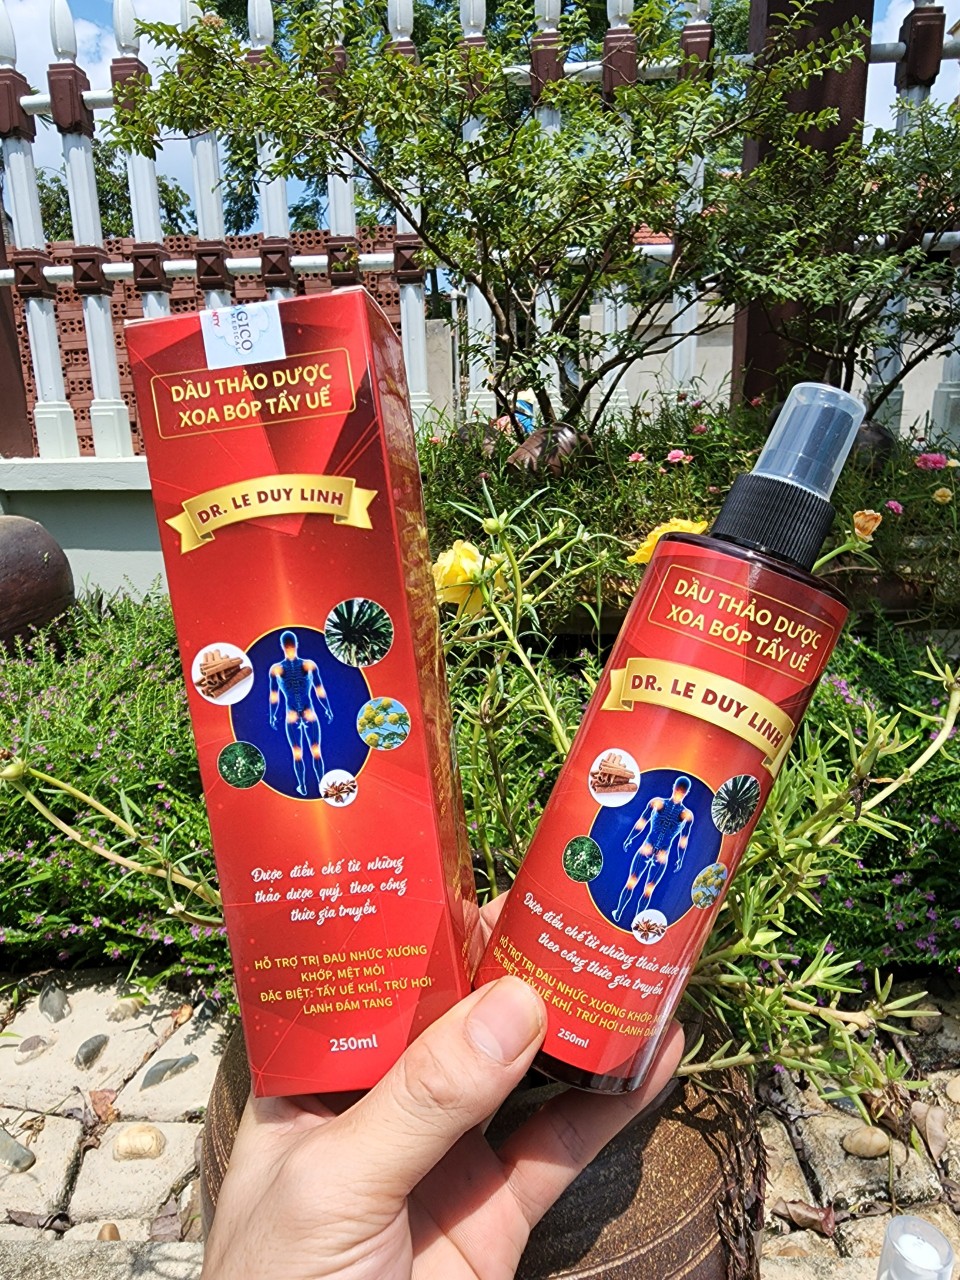 GICO
MEDICAL
NTY
DẦU THẢO DƯỢC
XOA BÓP TẨY UẾ
DR. LE DUY LINH
Được điều chế từ những
thảo dược quý, theo công
thức gia truyền
HỖ TRỢ TRỊ ĐAU NHỨC XƯƠNG
KHỚP, MỆT MỎI
ĐẶC BIỆT: TẨY UẾ KHÍ, TRỪ HƠI
LẠNH ĐÁM TANG
250ml
DẦU THẢO DƯỢC
XOA BÓP TẨY UẾ
DR. LE DUY LINH
Được điều chế từ những thảo dược
theo công thức gia truyền
HỖ TRỢ TRỊ ĐAU NHỨC XƯƠNG KHỚP,
ĐẶC BIỆT: TẨY UẾ KHÍ, TRỪ HƠI LẠNH ĐÁM
250ml